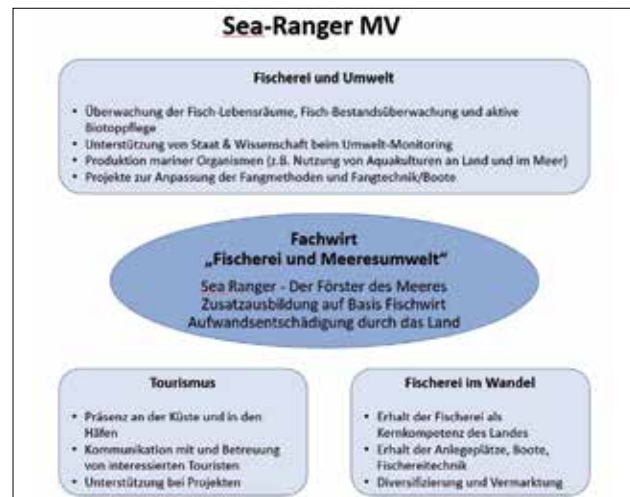 Sea-Ranger MV
Fischerei und Umwelt
• Überwachung der Fisch-Lebensräume, Fisch-Bestandsüberwachung und aktive
Biotoppflege
• Unterstützung von Staat & Wissenschaft beim Umwelt-Monitoring
• Produktion mariner Organismen (z.B. Nutzung von Aquakulturen an Land und im Meer)
• Projekte zur Anpassung der Fangmethoden und Fangtechnik/Boote
Fachwirt
„Fischerei und Meeresumwelt“
Sea Ranger - Der Förster des Meeres
Zusatzausbildung auf Basis Fischwirt
Aufwandsentschädigung durch das Land
Tourismus
• Präsenz an der Küste und in den
Häfen
• Kommunikation mit und Betreuung
von interessierten Touristen
• Unterstützung bei Projekten
Fischerei im Wandel
• Erhalt der Fischerei als
Kernkompetenz des Landes
• Erhalt der Anlegeplätze, Boote,
Fischereitechnik
• Diversifizierung und Vermarktung